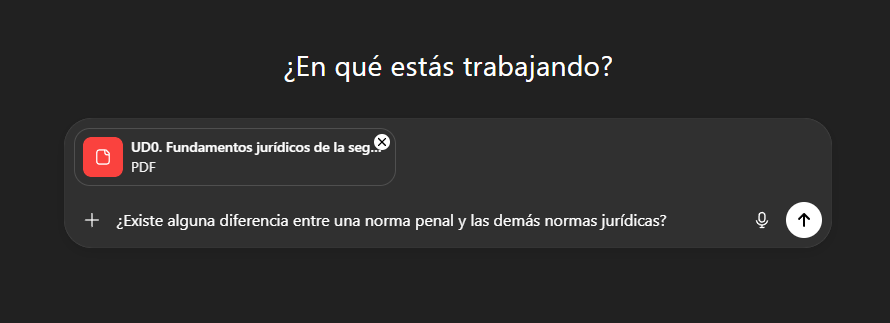 ¿En qué estás trabajando?
UD0. Fundamentos jurídicos de la seg...
PDF
¿Existe alguna diferencia entre una norma penal y las demás normas jurídicas?